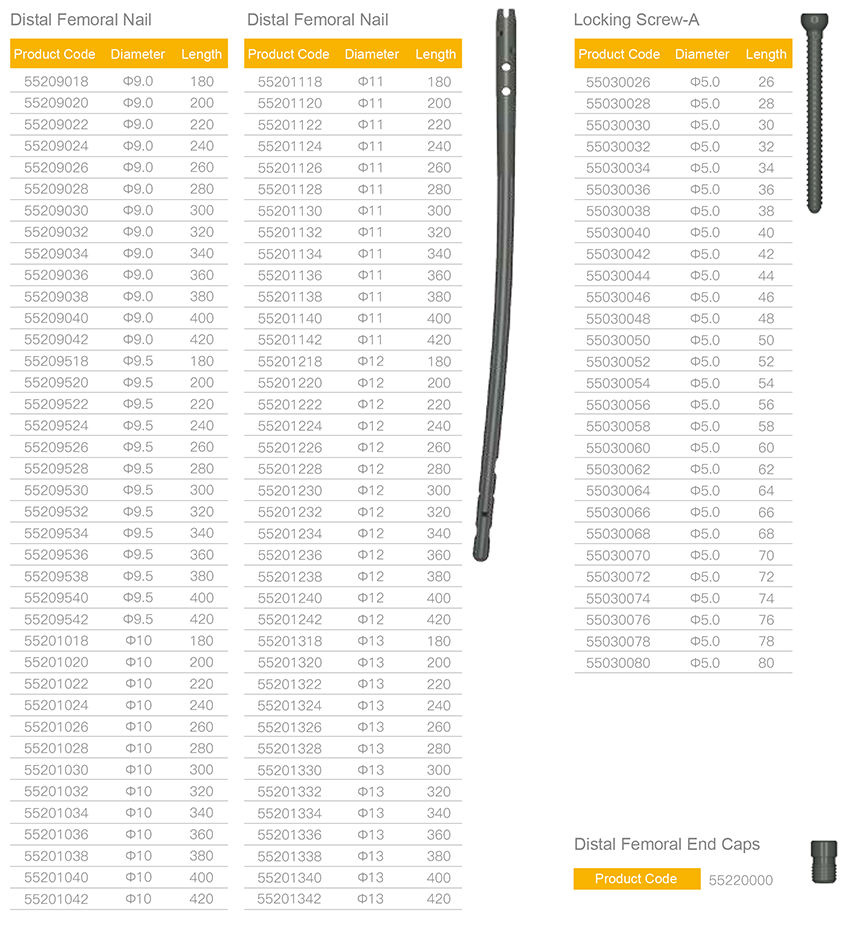 Distal Femoral Nail
Product Code Diameter Length
55209018 Φ9.0 180
55209020 Φ9.0 200
55209022 Φ9.0 220
55209024 Φ9.0 240
55209026 Φ9.0 260
55209028 Φ9.0 280
55209030 Φ9.0 300
55209032 Φ9.0 320
55209034 Φ9.0 340
55209036 Φ9.0 360
55209038 Φ9.0 380
55209040 Φ9.0 400
55209042 Φ9.0 420
55209518 Φ9.5 180
55209520 Φ9.5 200
55209522 Φ9.5 220
55209524 Φ9.5 240
55209526 Φ9.5 260
55209528 Φ9.5 280
55209530 Φ9.5 300
55209532 Φ9.5 320
55209534 Φ9.5 340
55209536 Φ9.5 360
55209538 Φ9.5 380
55209540 Φ9.5 400
55209542 Φ9.5 420
55201018 Φ10 180
55201020 Φ10 200
55201022 Φ10 220
55201024 Φ10 240
55201026 Φ10 260
55201028 Φ10 280
55201030 Φ10 300
55201032 Φ10 320
55201034 Φ10 340
55201036 Φ10 360
55201038 Φ10 380
55201040 Φ10 400
55201042 Φ10 420
Distal Femoral Nail
Product Code Diameter Length
55201118 Φ11 180
55201120 Φ11 200
55201122 Φ11 220
55201124 Φ11 240
55201126 Φ11 260
55201128 Φ11 280
55201130 Φ11 300
55201132 Φ11 320
55201134 Φ11 340
55201136 Φ11 360
55201138 Φ11 380
55201140 Φ11 400
55201142 Φ11 420
55201218 Φ12 180
55201220 Φ12 200
55201222 Φ12 220
55201224 Φ12 240
55201226 Φ12 260
55201228 Φ12 280
55201230 Φ12 300
55201232 Φ12 320
55201234 Φ12 340
55201236 Φ12 360
55201238 Φ12 380
55201240 Φ12 400
55201242 Φ12 420
55201318 Φ13 180
55201320 Φ13 200
55201322 Φ13 220
55201324 Φ13 240
55201326 Φ13 260
55201328 Φ13 280
55201330 Φ13 300
55201332 Φ13 320
55201334 Φ13 340
55201336 Φ13 360
55201338 Φ13 380
55201340 Φ13 400
55201342 Φ13 420
Locking Screw-A
Product Code Diameter Length
55030026 Φ5.0 26
55030028 Φ5.0 28
55030030 Φ5.0 30
55030032 Φ5.0 32
55030034 Φ5.0 34
55030036 Φ5.0 36
55030038 Φ5.0 38
55030040 Φ5.0 40
55030042 Φ5.0 42
55030044 Φ5.0 44
55030046 Φ5.0 46
55030048 Φ5.0 48
55030050 Φ5.0 50
55030052 Φ5.0 52
55030054 Φ5.0 54
55030056 Φ5.0 56
55030058 Φ5.0 58
55030060 Φ5.0 60
55030062 Φ5.0 62
55030064 Φ5.0 64
55030066 Φ5.0 66
55030068 Φ5.0 68
55030070 Φ5.0 70
55030072 Φ5.0 72
55030074 Φ5.0 74
55030076 Φ5.0 76
55030078 Φ5.0 78
55030080 Φ5.0 80
Distal Femoral End Caps
Product Code 55220000